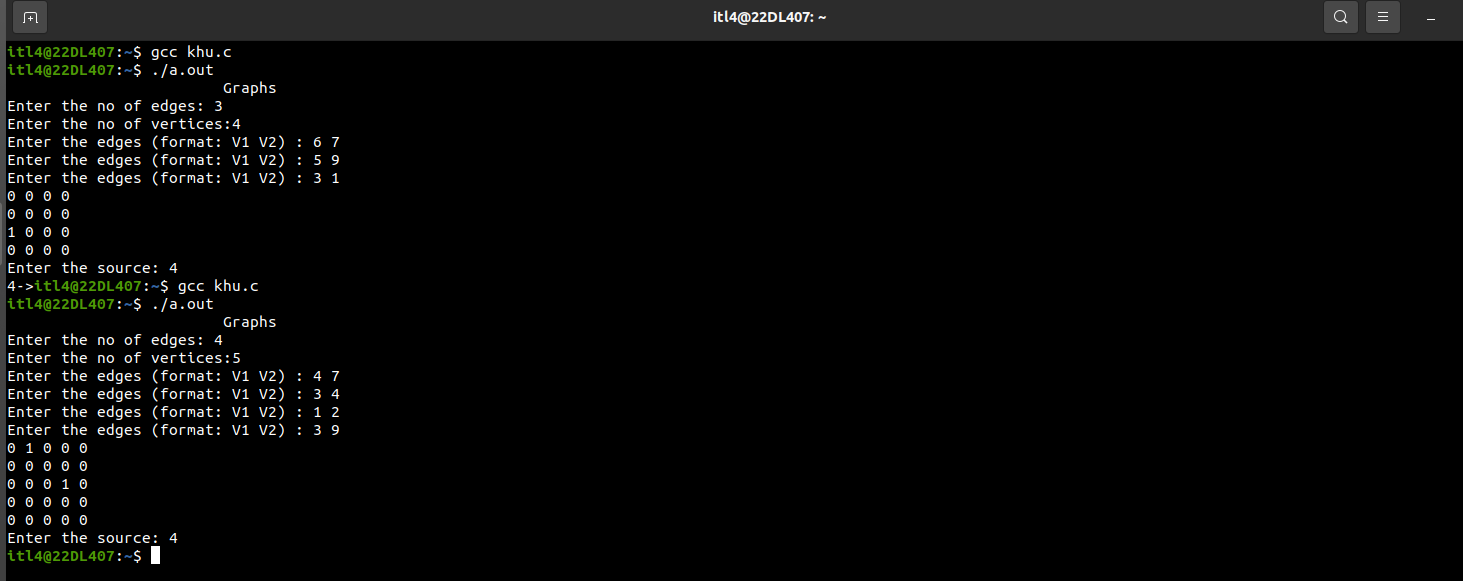 itl4@22DL407: ~
itl4@22DL407:~$ gcc khu.c
itl4@22DL407:~$ ./a.out
Graphs
Enter the no of edges: 3
Enter the no of vertices:4
Enter the edges (format: V1 V2) : 6 7
Enter the edges (format: V1 V2) : 5 9
Enter the edges (format: V1 V2) : 3 1
0 0 0 0
0 0 0 0
1 0 0 0
0 0 0 0
Enter the source: 4
4->itl4@22DL407:~$ gcc khu.c
itl4@22DL407:~$ ./a.out
Graphs
Enter the no of edges: 4
Enter the no of vertices:5
Enter the edges (format: V1 V2) : 4 7
Enter the edges (format: V1 V2) : 3 4
Enter the edges (format: V1 V2) : 1 2
Enter the edges (format: V1 V2) : 3 9
0 1 0 0 0
0 0 0 0 0
0 0 0 1 0
0 0 0 0 0
0 0 0 0 0
Enter the source: 4
itl4@22DL407:~$